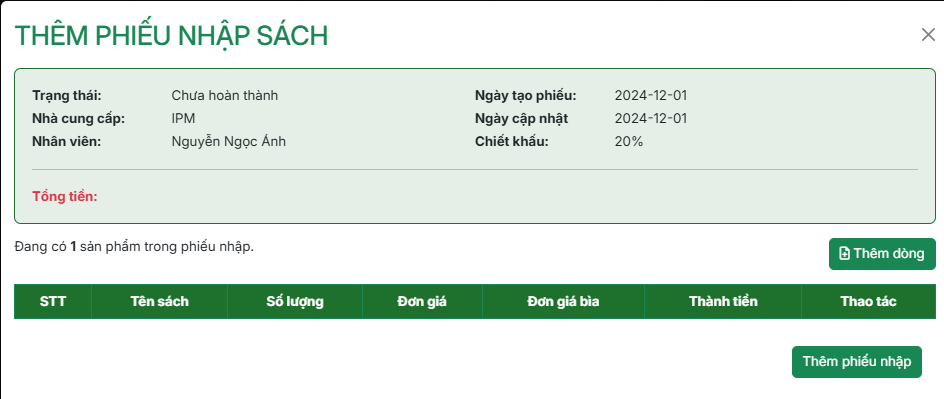 THÊM PHIẾU NHẬP SÁCH
Trạng thái: Chưa hoàn thành Ngày tạo phiếu: 2024-12-01
Nhà cung cấp: IPM Ngày cập nhật 2024-12-01
Nhân viên: Nguyễn Ngọc Ánh Chiết khấu: 20%
Tổng tiền:
Đang có 1 sản phẩm trong phiếu nhập.
Thêm dòng
STT Tên sách Số lượng Đơn giá Đơn giá bìa Thành tiền Thao tác
Thêm phiếu nhập